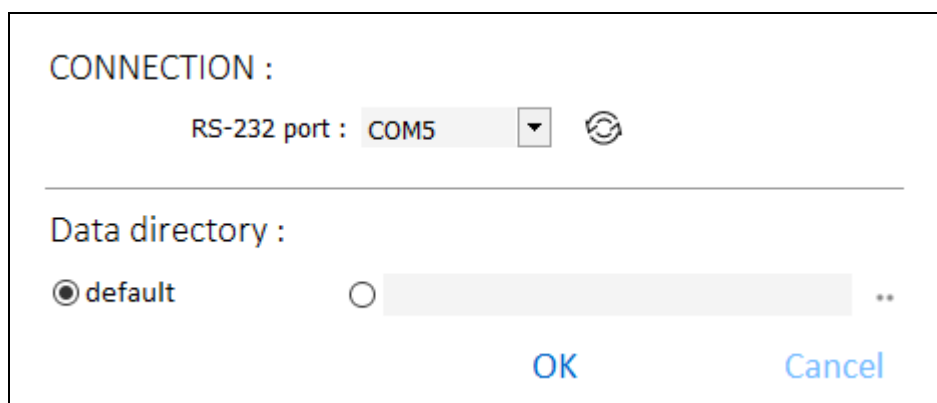 CONNECTION :
RS-232 port : COM5
Data directory :
default
..
OK Cancel